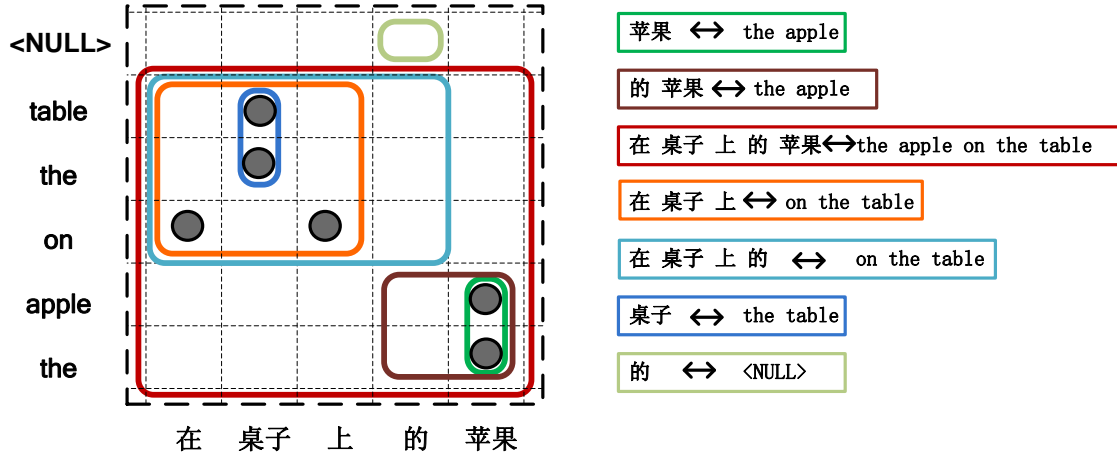 <NULL>
table
the
on
apple
the
在 桌子 上 的 苹果
苹果 ↔ the apple
的 苹果 ↔ the apple
在 桌子 上 的 苹果↔the apple on the table
在 桌子 上 ↔ on the table
在 桌子 上 的 ↔ on the table
桌子 ↔ the table
的 ↔ <NULL>